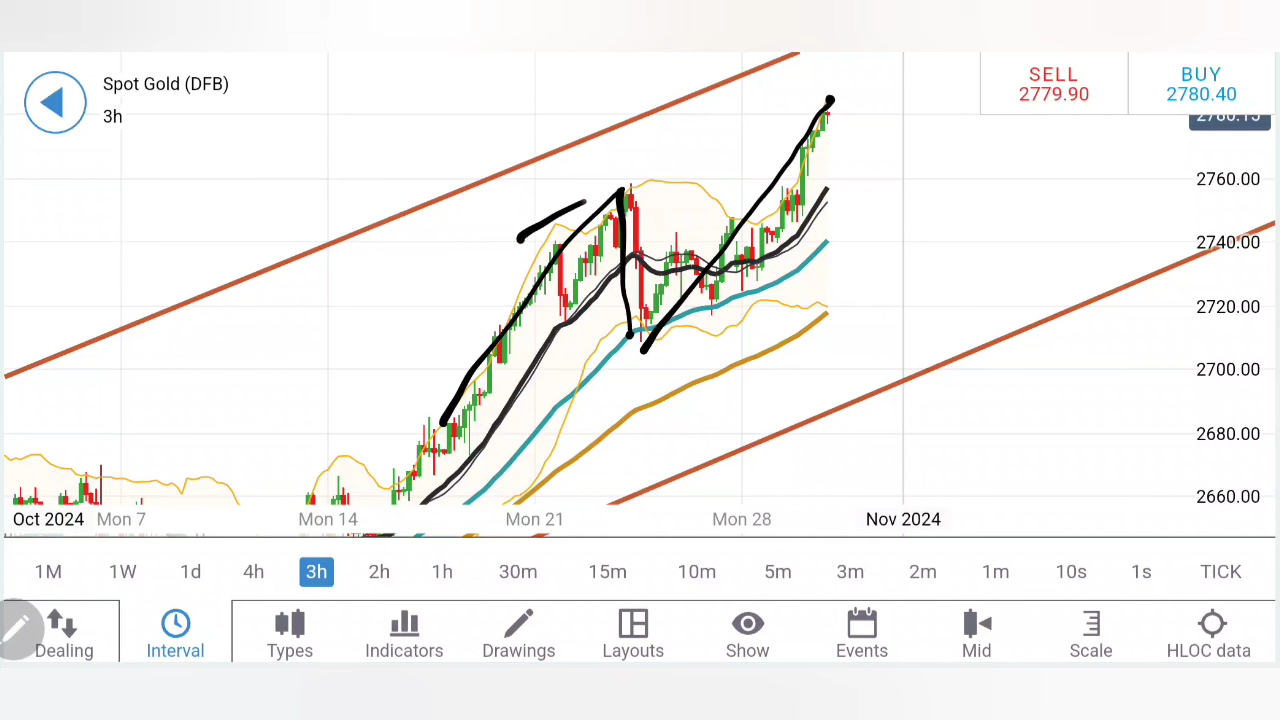 Spot Gold (DFB)
3h
SELL
2779.90
BUY
2780.40
2780.15
2760.00
2740.00
2720.00
2700.00
2680.00
2660.00
Oct 2024 Mon 7 Mon 14 Mon 21 Mon 28 Nov 2024
1M 1W 1d 4h 3h 2h 1h 30m 15m 10m 5m 3m 2m 1m 10s 1s TICK
Dealing Interval Types Indicators Drawings Layouts Show Events Mid Scale HLOC data